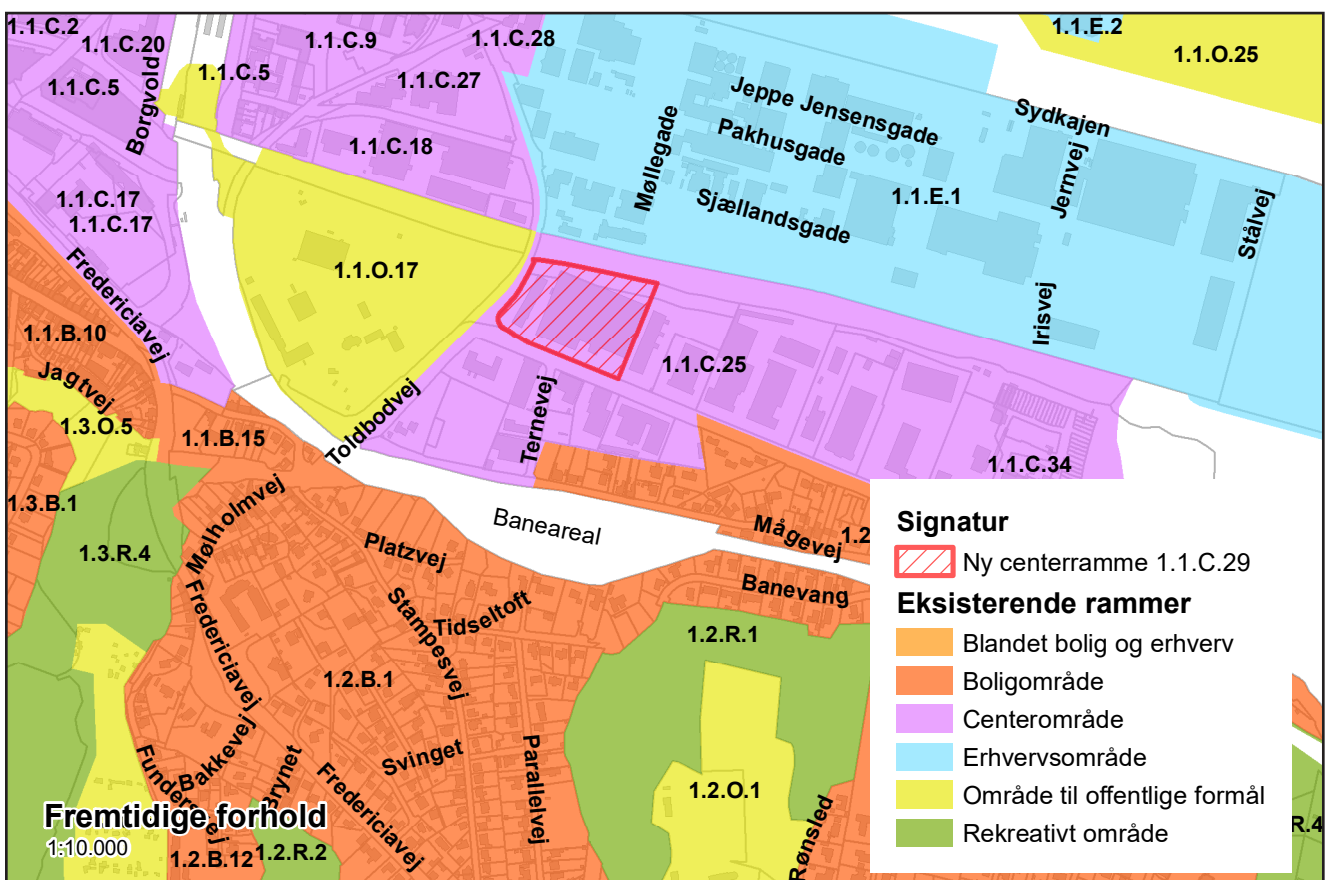 1.1.C.2
1.1.C.20
1.1.C.5
Borgvold
1.1.C.5
1.1.C.9
1.1.C.28
1.1.C.27
1.1.C.18
1.1.E.2
1.1.O.25
Jeppe Jensensgade
Sydkajen
Pakhusgade
Møllegade
Jernvej
1.1.E.1
Sjællandsgade
Stålvej
1.1.C.17
1.1.C.17
Fredericiavej
1.1.O.17
Irisvej
1.1.B.10
1.1.C.25
Jagtvej
Toldbodvej
Ternevej
1.3.O.5
1.1.B.15
1.1.C.34
1.3.B.1
Mølholmvej
Baneareal
Mågevej
1.2
1.3.R.4
Platzvej
Banevang
Fredericiavej
Stampesvej
Tidseltoft
1.2.R.1
1.2.B.1
Bakkevej
Svinget
Parallelvej
Brynet
Fredericiavej
1.2.O.1
Rønsled
R.4
1.2.B.12
1.2.R.2
Fremtidige forhold
1:10.000
Signatur
Ny centerramme 1.1.C.29
Eksisterende rammer
Blandet bolig og erhverv
Boligområde
Centerområde
Erhvervsområde
Område til offentlige formål
Rekreativt område